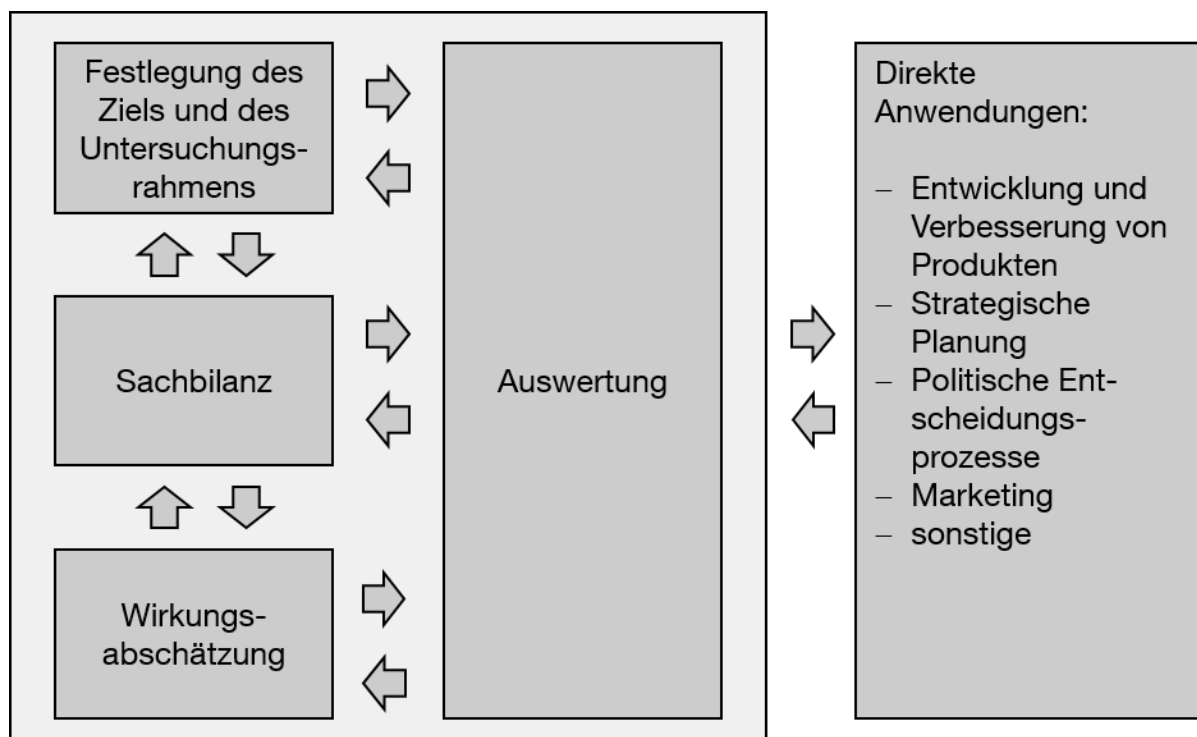 Festlegung des
Ziels und des
Untersuchungs-
rahmens
Sachbilanz
Wirkungs-
abschätzung
Auswertung
Direkte
Anwendungen:
– Entwicklung und
Verbesserung von
Produkten
– Strategische
Planung
– Politische Ent-
scheidungs-
prozesse
– Marketing
– sonstige